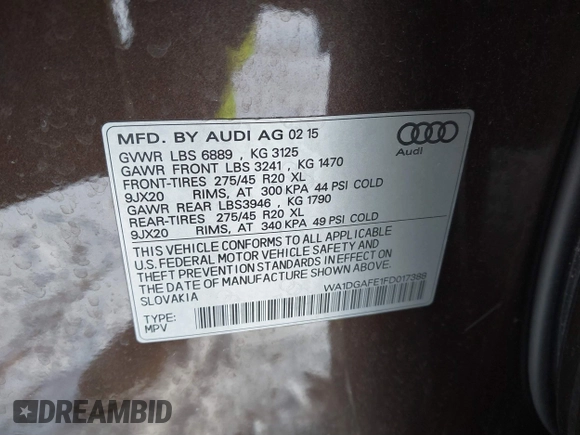 MFD. BY AUDI AG 02 15
GVWR LBS 6889 , KG 3125
GAWR FRONT LBS 3241 , KG 1470
FRONT-TIRES 275/45 R20 XL
9JX20 RIMS, AT 300 KPA 44 PSI COLD
GAWR REAR LBS3946 , KG 1790
REAR-TIRES 275/45 R20 XL
9JX20 RIMS, AT 340 KPA 49 PSI COLD
THIS VEHICLE CONFORMS TO ALL APPLICABLE
U.S. FEDERAL MOTOR VEHICLE SAFETY AND
THEFT PREVENTION STANDARDS IN EFFECT ON
THE DATE OF MANUFACTURE SHOWN ABOVE.
SLOVAKIA
WA1DGAFE1FD017388
TYPE:
MPV
Audi
DREAMBID